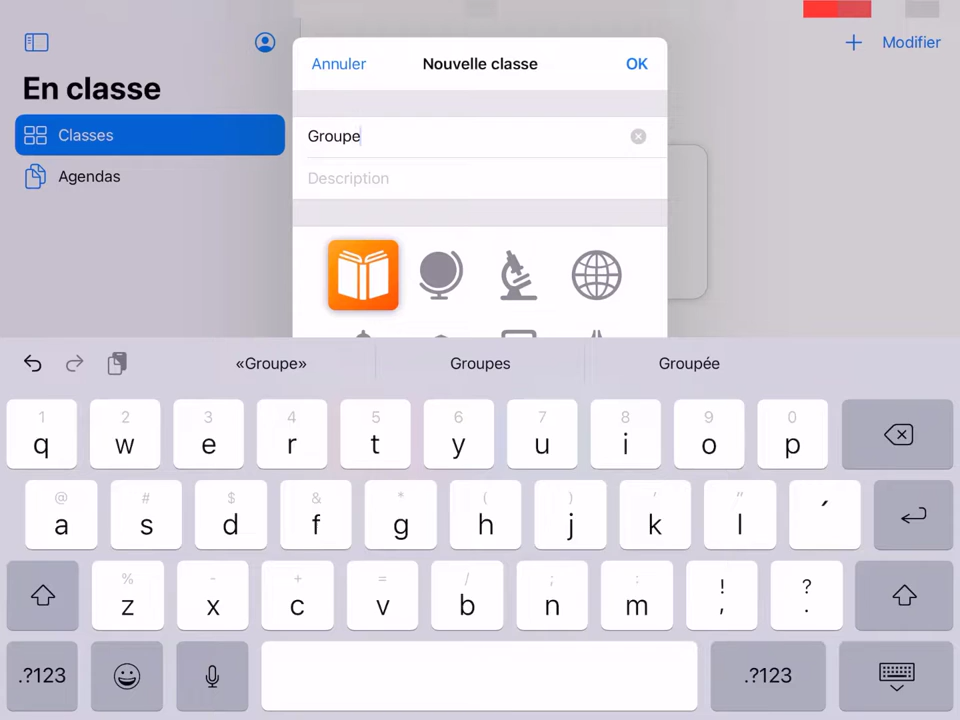 Annuler Nouvelle classe OK
Modifier
En classe
Classes
Agendas
Groupe
Description
«Groupe» Groupes Groupée
1 2 3 4 5 6 7 8 9 0
q w e r t y u i o p
@ # $ & * ( ) ' "
a s d f g h j k l ´
% - + = / ; : ! ?
z x c v b n m , .
.?123 .?123